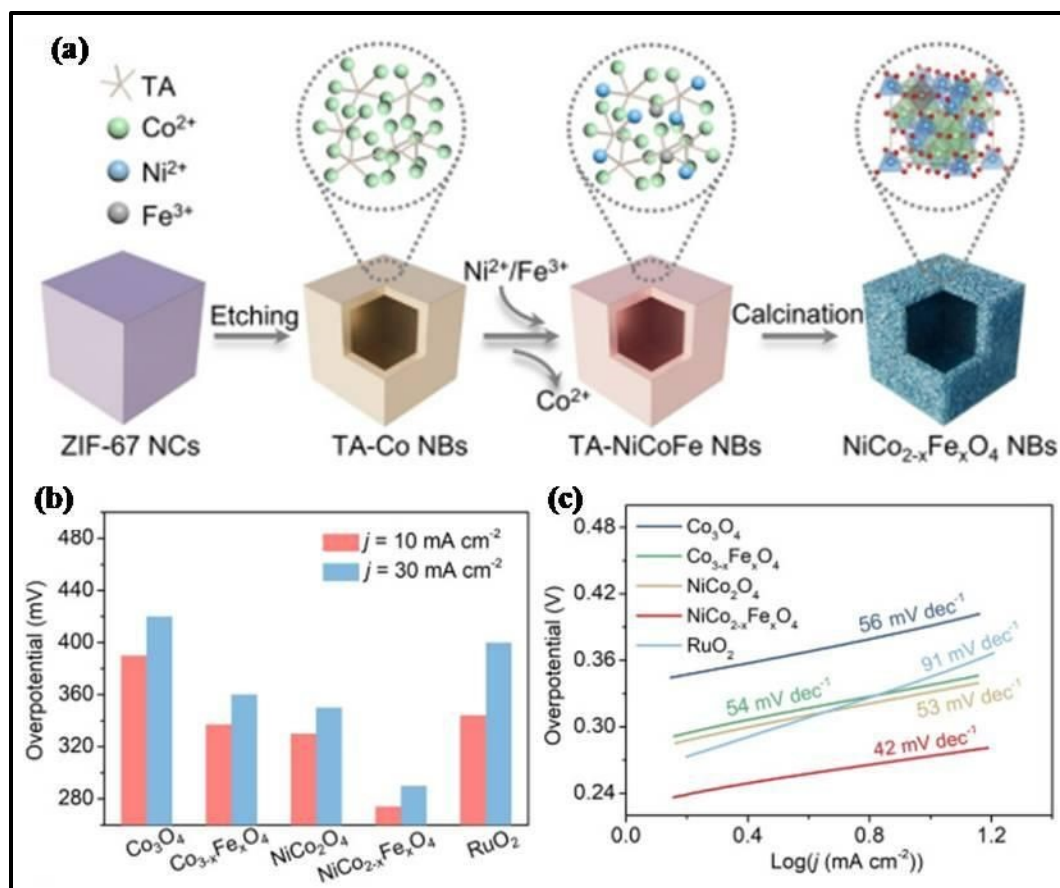 (a)
TA
Co²⁺
Ni²⁺
Fe³⁺
Etching
Ni²⁺/Fe³⁺
Co²⁺
Calcination
ZIF-67 NCs
TA-Co NBs
TA-NiCoFe NBs
NiCo₂₋ₓFeₓO₄ NBs
(b)
Overpotential (mV)
480
440
400
360
320
280
j = 10 mA cm⁻²
j = 30 mA cm⁻²
Co₃O₄
Co₃₋ₓFeₓO₄
NiCo₂O₄
NiCo₂₋ₓFeₓO₄
RuO₂
(c)
Overpotential (V)
0.48
0.42
0.36
0.30
0.24
Co₃O₄
Co₃₋ₓFeₓO₄
NiCo₂O₄
NiCo₂₋ₓFeₓO₄
RuO₂
56 mV dec⁻¹
91 mV dec⁻¹
54 mV dec⁻¹
53 mV dec⁻¹
42 mV dec⁻¹
0.0
0.4
0.8
1.2
Log(j (mA cm⁻²))